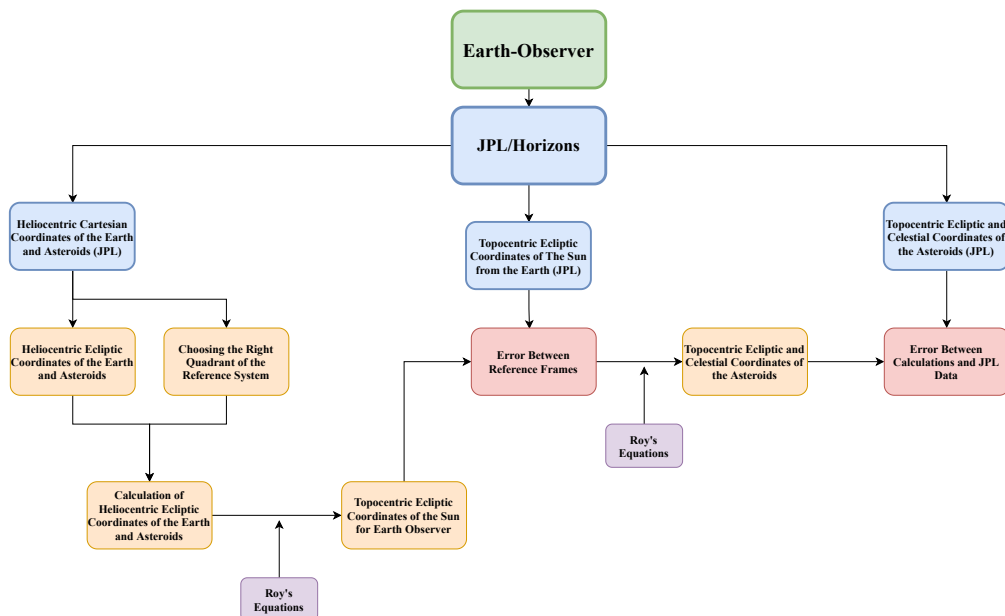 Earth-Observer
JPL/Horizons
Heliocentric Cartesian
Coordinates of the Earth
and Asteroids (JPL)
Topocentric Ecliptic
Coordinates of The Sun
from the Earth (JPL)
Topocentric Ecliptic and
Celestial Coordinates of
the Asteroids (JPL)
Heliocentric Ecliptic
Coordinates of the Earth
and Asteroids
Choosing the Right
Quadrant of the
Reference System
Error Between
Reference Frames
Topocentric Ecliptic and
Celestial Coordinates of
the Asteroids
Error Between
Calculations and JPL
Data
Roy's
Equations
Calculation of
Heliocentric Ecliptic
Coordinates of the Earth
and Asteroids
Topocentric Ecliptic
Coordinates of the Sun
for Earth Observer
Roy's
Equations